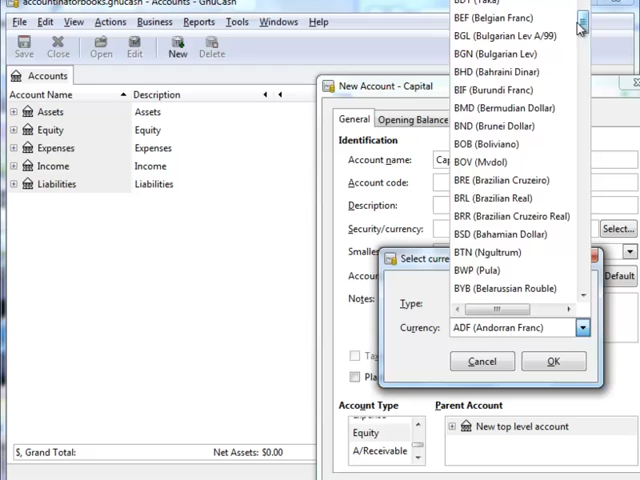 accountinatorbooks.gnucash - Accounts - GnuCash
File Edit View Actions Business Reports Tools Windows Help
Save Close Open Edit New Delete
Accounts
Account Name Description
Assets Assets
Equity Equity
Expenses Expenses
Income Income
Liabilities Liabilities
$, Grand Total: Net Assets: $0.00
New Account - Capital
General Opening Balance
Identification
Account name:
Account code:
Description:
Security/currency: Select...
Smalles
Accoun Default
Notes:
Tax
Pla
Account Type
Equity
A/Receivable
Parent Account
New top level account
BDT (Taka)
BEF (Belgian Franc)
BGL (Bulgarian Lev A/99)
BGN (Bulgarian Lev)
BHD (Bahraini Dinar)
BIF (Burundi Franc)
BMD (Bermudian Dollar)
BND (Brunei Dollar)
BOB (Boliviano)
BOV (Mvdol)
BRE (Brazilian Cruzeiro)
BRL (Brazilian Real)
BRR (Brazilian Cruzeiro Real)
BSD (Bahamian Dollar)
BTN (Ngultrum)
BWP (Pula)
BYB (Belarussian Rouble)
Select curre
Type:
Currency: ADF (Andorran Franc)
Cancel OK